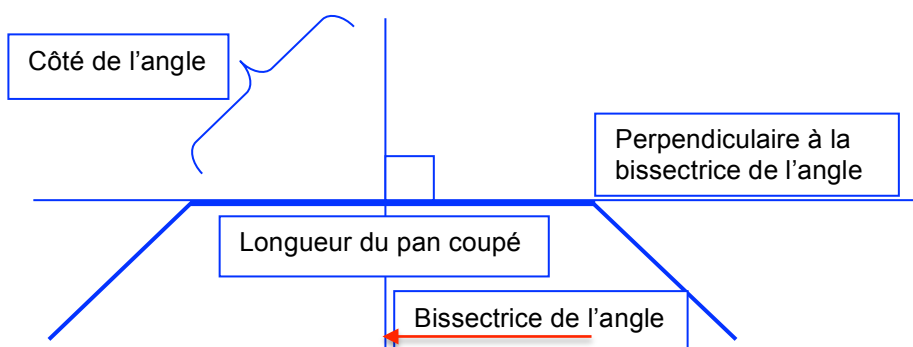 Côté de l'angle
Perpendiculaire à la
bissectrice de l'angle
Longueur du pan coupé
Bissectrice de l'angle